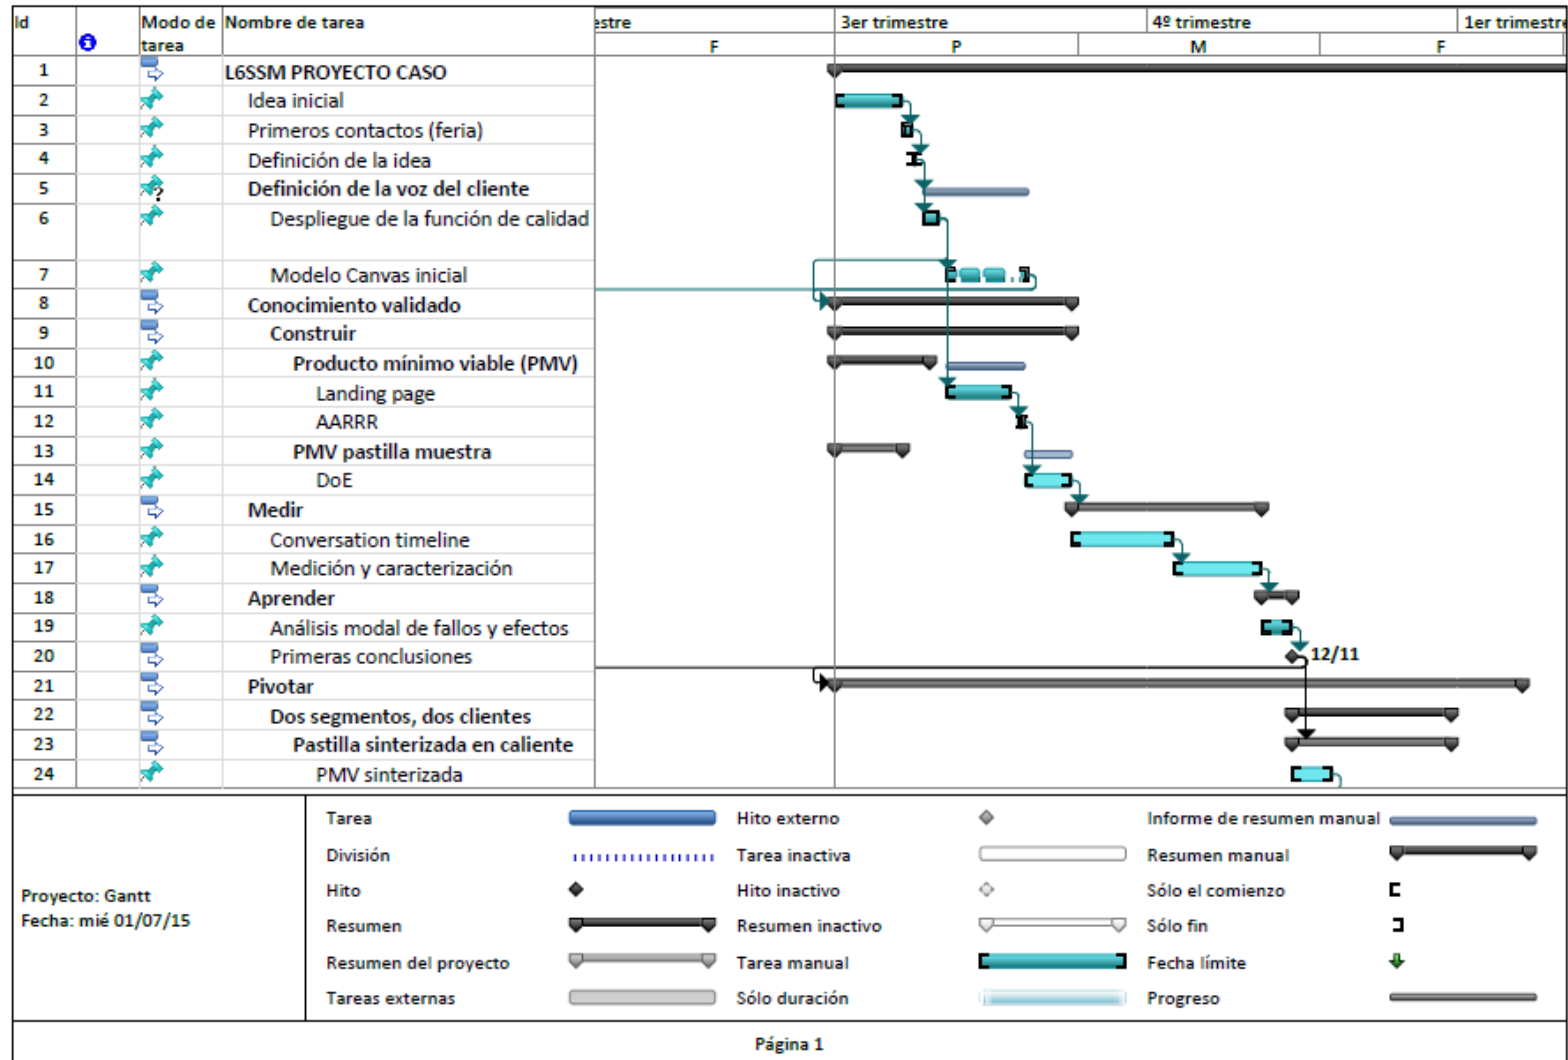 Id Modo de tarea Nombre de tarea estre 3er trimestre 4º trimestre 1er trimestre
F P M F
1 L6SSM PROYECTO CASO
2 Idea inicial
3 Primeros contactos (feria)
4 Definición de la idea
5 Definición de la voz del cliente
6 Despliegue de la función de calidad
7 Modelo Canvas inicial
8 Conocimiento validado
9 Construir
10 Producto mínimo viable (PMV)
11 Landing page
12 AARRR
13 PMV pastilla muestra
14 DoE
15 Medir
16 Conversation timeline
17 Medición y caracterización
18 Aprender
19 Análisis modal de fallos y efectos
20 Primeras conclusiones 12/11
21 Pivotar
22 Dos segmentos, dos clientes
23 Pastilla sinterizada en caliente
24 PMV sinterizada
Proyecto: Gantt
Fecha: mié 01/07/15
Tarea Hito externo Informe de resumen manual
División Tarea inactiva Resumen manual
Hito Hito inactivo Sólo el comienzo
Resumen Resumen inactivo Sólo fin
Resumen del proyecto Tarea manual Fecha límite
Tareas externas Sólo duración Progreso
Página 1